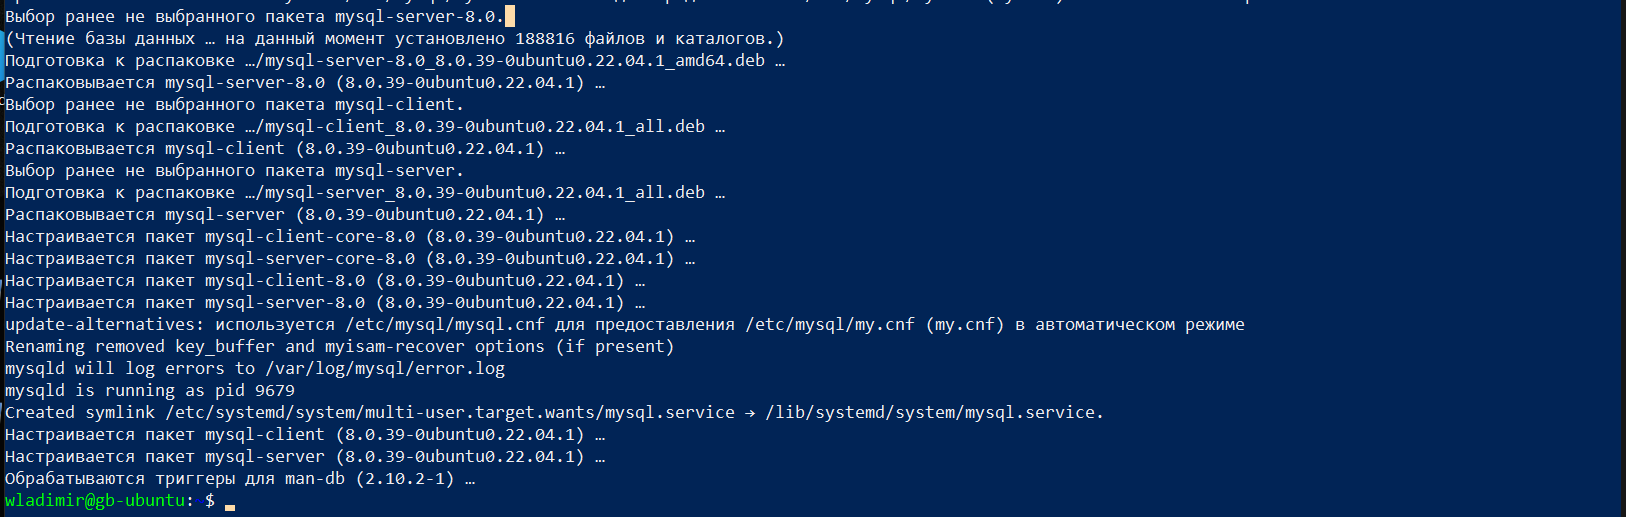 Выбор ранее не выбранного пакета mysql-server-8.0.
(Чтение базы данных … на данный момент установлено 188816 файлов и каталогов.)
Подготовка к распаковке …/mysql-server-8.0_8.0.39-0ubuntu0.22.04.1_amd64.deb …
Распаковывается mysql-server-8.0 (8.0.39-0ubuntu0.22.04.1) …
Выбор ранее не выбранного пакета mysql-client.
Подготовка к распаковке …/mysql-client_8.0.39-0ubuntu0.22.04.1_all.deb …
Распаковывается mysql-client (8.0.39-0ubuntu0.22.04.1) …
Выбор ранее не выбранного пакета mysql-server.
Подготовка к распаковке …/mysql-server_8.0.39-0ubuntu0.22.04.1_all.deb …
Распаковывается mysql-server (8.0.39-0ubuntu0.22.04.1) …
Настраивается пакет mysql-client-core-8.0 (8.0.39-0ubuntu0.22.04.1) …
Настраивается пакет mysql-server-core-8.0 (8.0.39-0ubuntu0.22.04.1) …
Настраивается пакет mysql-client-8.0 (8.0.39-0ubuntu0.22.04.1) …
Настраивается пакет mysql-server-8.0 (8.0.39-0ubuntu0.22.04.1) …
update-alternatives: используется /etc/mysql/mysql.cnf для предоставления /etc/mysql/my.cnf (my.cnf) в автоматическом режиме
Renaming removed key_buffer and myisam-recover options (if present)
mysqld will log errors to /var/log/mysql/error.log
mysqld is running as pid 9679
Created symlink /etc/systemd/system/multi-user.target.wants/mysql.service → /lib/systemd/system/mysql.service.
Настраивается пакет mysql-client (8.0.39-0ubuntu0.22.04.1) …
Настраивается пакет mysql-server (8.0.39-0ubuntu0.22.04.1) …
Обрабатываются триггеры для man-db (2.10.2-1) …
wladimir@gb-ubuntu:~$